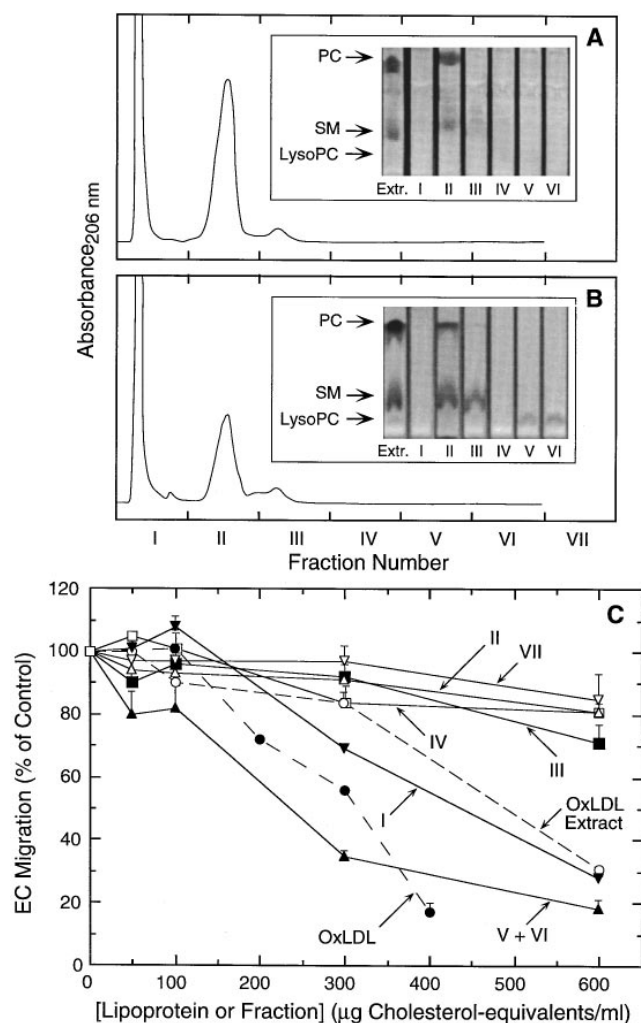 A
PC
SM
LysoPC
Extr. I II III IV V VI
Absorbance206 nm
B
PC
SM
LysoPC
Extr. I II III IV V VI
I II III IV V VI VII
Fraction Number
C
120
100
80
60
40
20
0
EC Migration (% of Control)
II
VII
IV
III
I
OxLDL
Extract
OxLDL
V + VI
0 100 200 300 400 500 600
[Lipoprotein or Fraction] (µg Cholesterol-equivalents/ml)